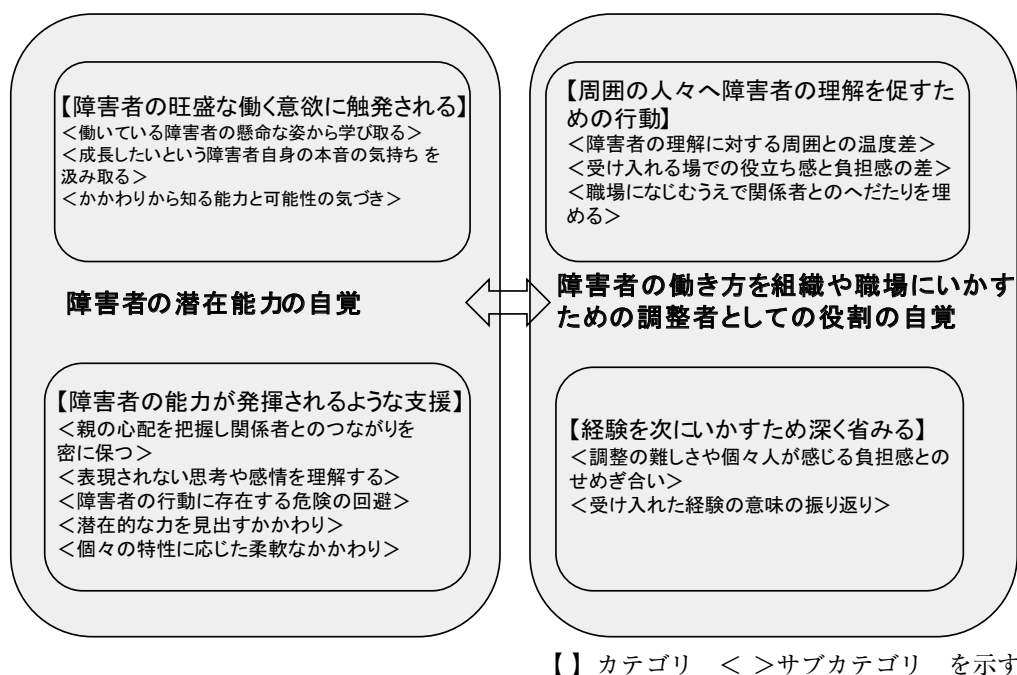 【障害者の旺盛な働く意欲に触発される】
＜働いている障害者の懸命な姿から学び取る＞
＜成長したいという障害者自身の本音の気持ち を
汲み取る＞
＜かかわりから知る能力と可能性の気づき＞
障害者の潜在能力の自覚
【障害者の能力が発揮されるような支援】
＜親の心配を把握し関係者とのつながりを
密に保つ＞
＜表現されない思考や感情を理解する＞
＜障害者の行動に存在する危険の回避＞
＜潜在的な力を見出すかかわり＞
＜個々の特性に応じた柔軟なかかわり＞
【周囲の人々へ障害者の理解を促すた
めの行動】
＜障害者の理解に対する周囲との温度差＞
＜受け入れる場での役立ち感と負担感の差＞
＜職場になじむうえで関係者とのへだたりを埋
める＞
障害者の働き方を組織や職場にいかす
ための調整者としての役割の自覚
【経験を次にいかすため深く省みる】
＜調整の難しさや個々人が感じる負担感との
せめぎ合い＞
＜受け入れた経験の意味の振り返り＞
【 】カテゴリ ＜ ＞サブカテゴリ を示す